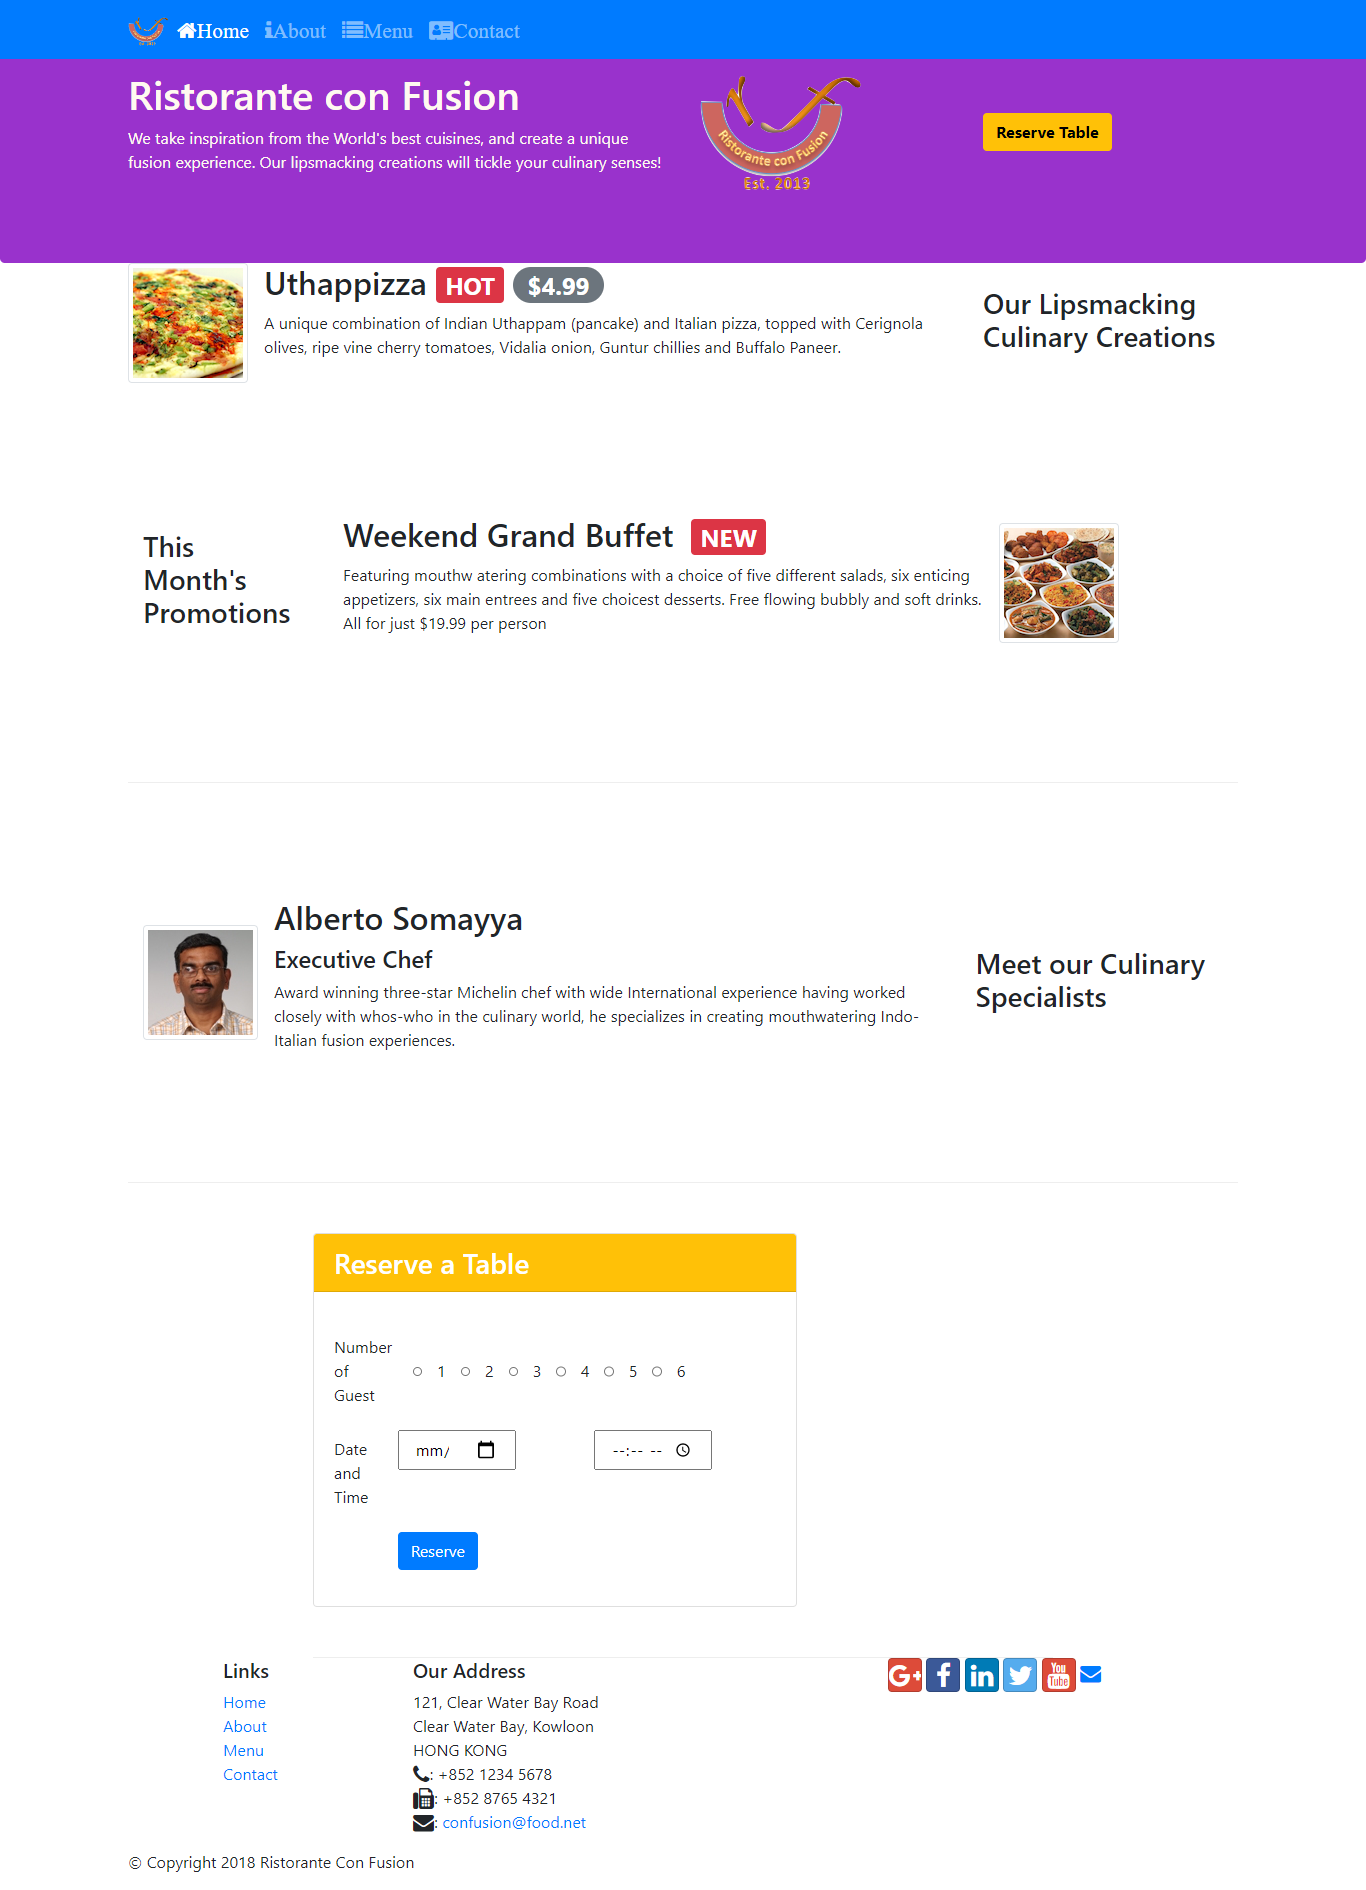 Home About Menu Contact
Ristorante con Fusion
We take inspiration from the World's best cuisines, and create a unique
fusion experience. Our lipsmacking creations will tickle your culinary senses!
Ristorante con Fusion
Est. 2013
Reserve Table
Uthappizza HOT $4.99
A unique combination of Indian Uthappam (pancake) and Italian pizza, topped with Cerignola
olives, ripe vine cherry tomatoes, Vidalia onion, Guntur chillies and Buffalo Paneer.
Our Lipsmacking
Culinary Creations
This
Month's
Promotions
Weekend Grand Buffet NEW
Featuring mouthw atering combinations with a choice of five different salads, six enticing
appetizers, six main entrees and five choicest desserts. Free flowing bubbly and soft drinks.
All for just $19.99 per person
Alberto Somayya
Executive Chef
Award winning three-star Michelin chef with wide International experience having worked
closely with whos-who in the culinary world, he specializes in creating mouthwatering Indo-
Italian fusion experiences.
Meet our Culinary
Specialists
Reserve a Table
Number
of
Guest
1 2 3 4 5 6
Date
and
Time
mm/
--:-- --
Reserve
Links
Home
About
Menu
Contact
Our Address
121, Clear Water Bay Road
Clear Water Bay, Kowloon
HONG KONG
: +852 1234 5678
: +852 8765 4321
: confusion@food.net
G+ f in You Tube
© Copyright 2018 Ristorante Con Fusion